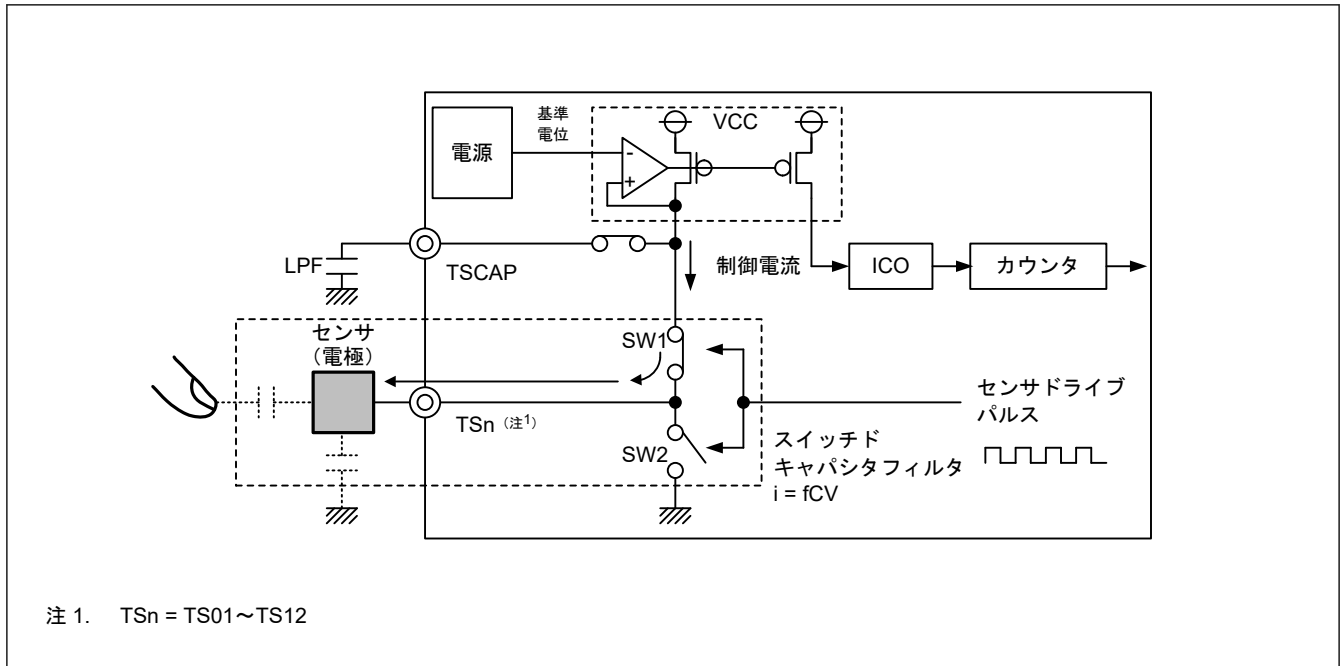 電源
基準
電位
VCC
-
+
LPF
TSCAP
制御電流
ICO
カウンタ
センサ
(電極)
SW1
TSn (注1)
SW2
センサドライブ
パルス
スイッチド
キャパシタフィルタ
i = fCV
注 1. TSn = TS01～TS12